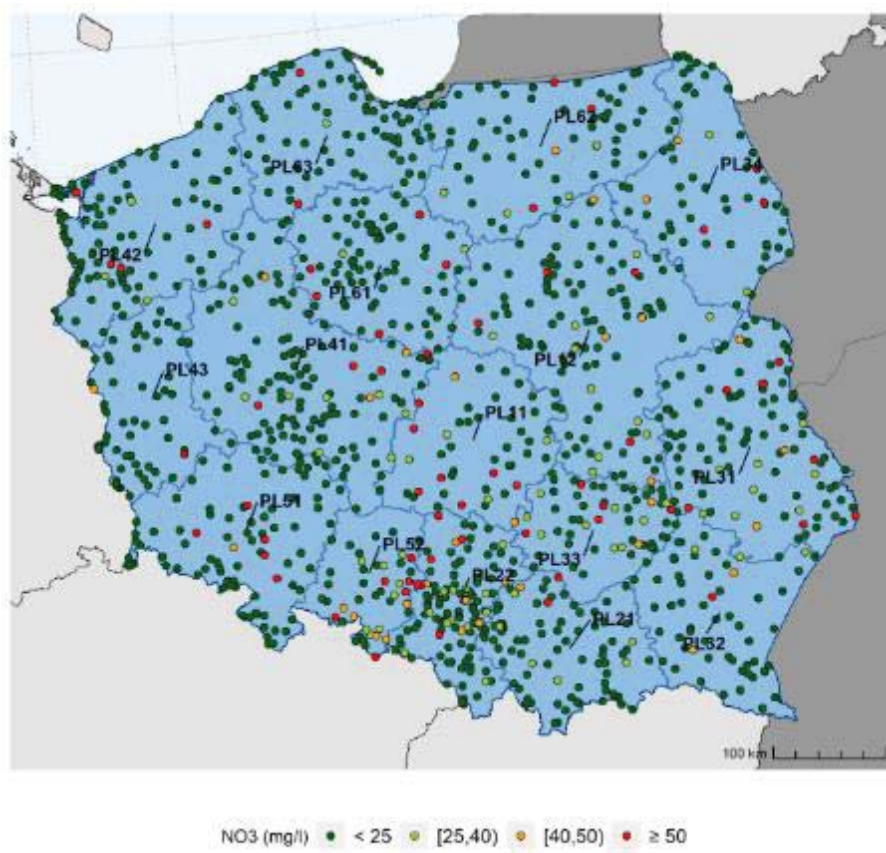 PL62
PL63
PL34
PL42
PL61
PL41
PL12
PL43
PL11
PL31
PL51
PL52
PL33
PL22
PL21
PL32
100 km
NO3 (mg/l) < 25 [25,40) [40,50) ≥ 50